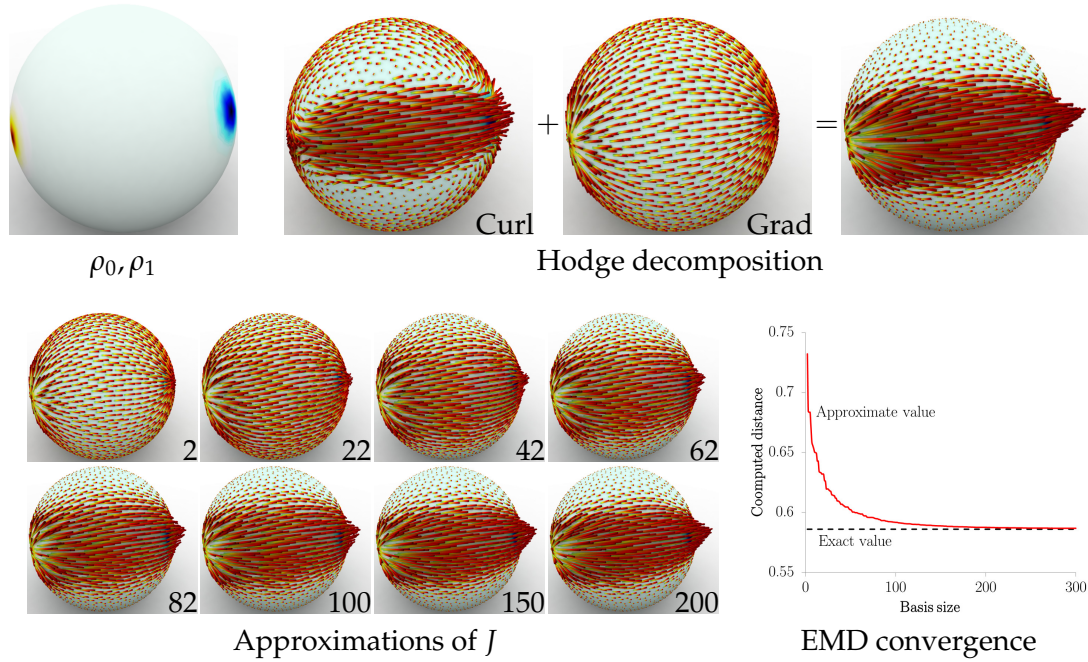 + =
Curl Grad
ρ₀, ρ₁
Hodge decomposition
2 22 42 62
82 100 150 200
Approximations of J
0.75
0.7
0.65
0.6
0.55
Coomputed distance
Approximate value
Exact value
0 100 200 300
Basis size
EMD convergence